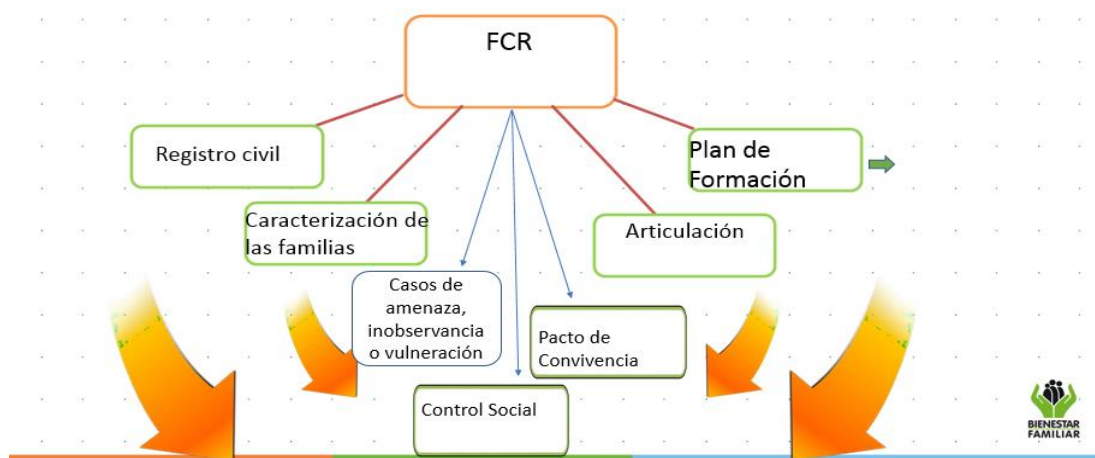 FCR
Registro civil
Plan de
Formación
Caracterización de
las familias
Articulación
Casos de
amenaza,
inobservancia
o vulneración
Pacto de
Convivencia
Control Social
BIENESTAR
FAMILIAR